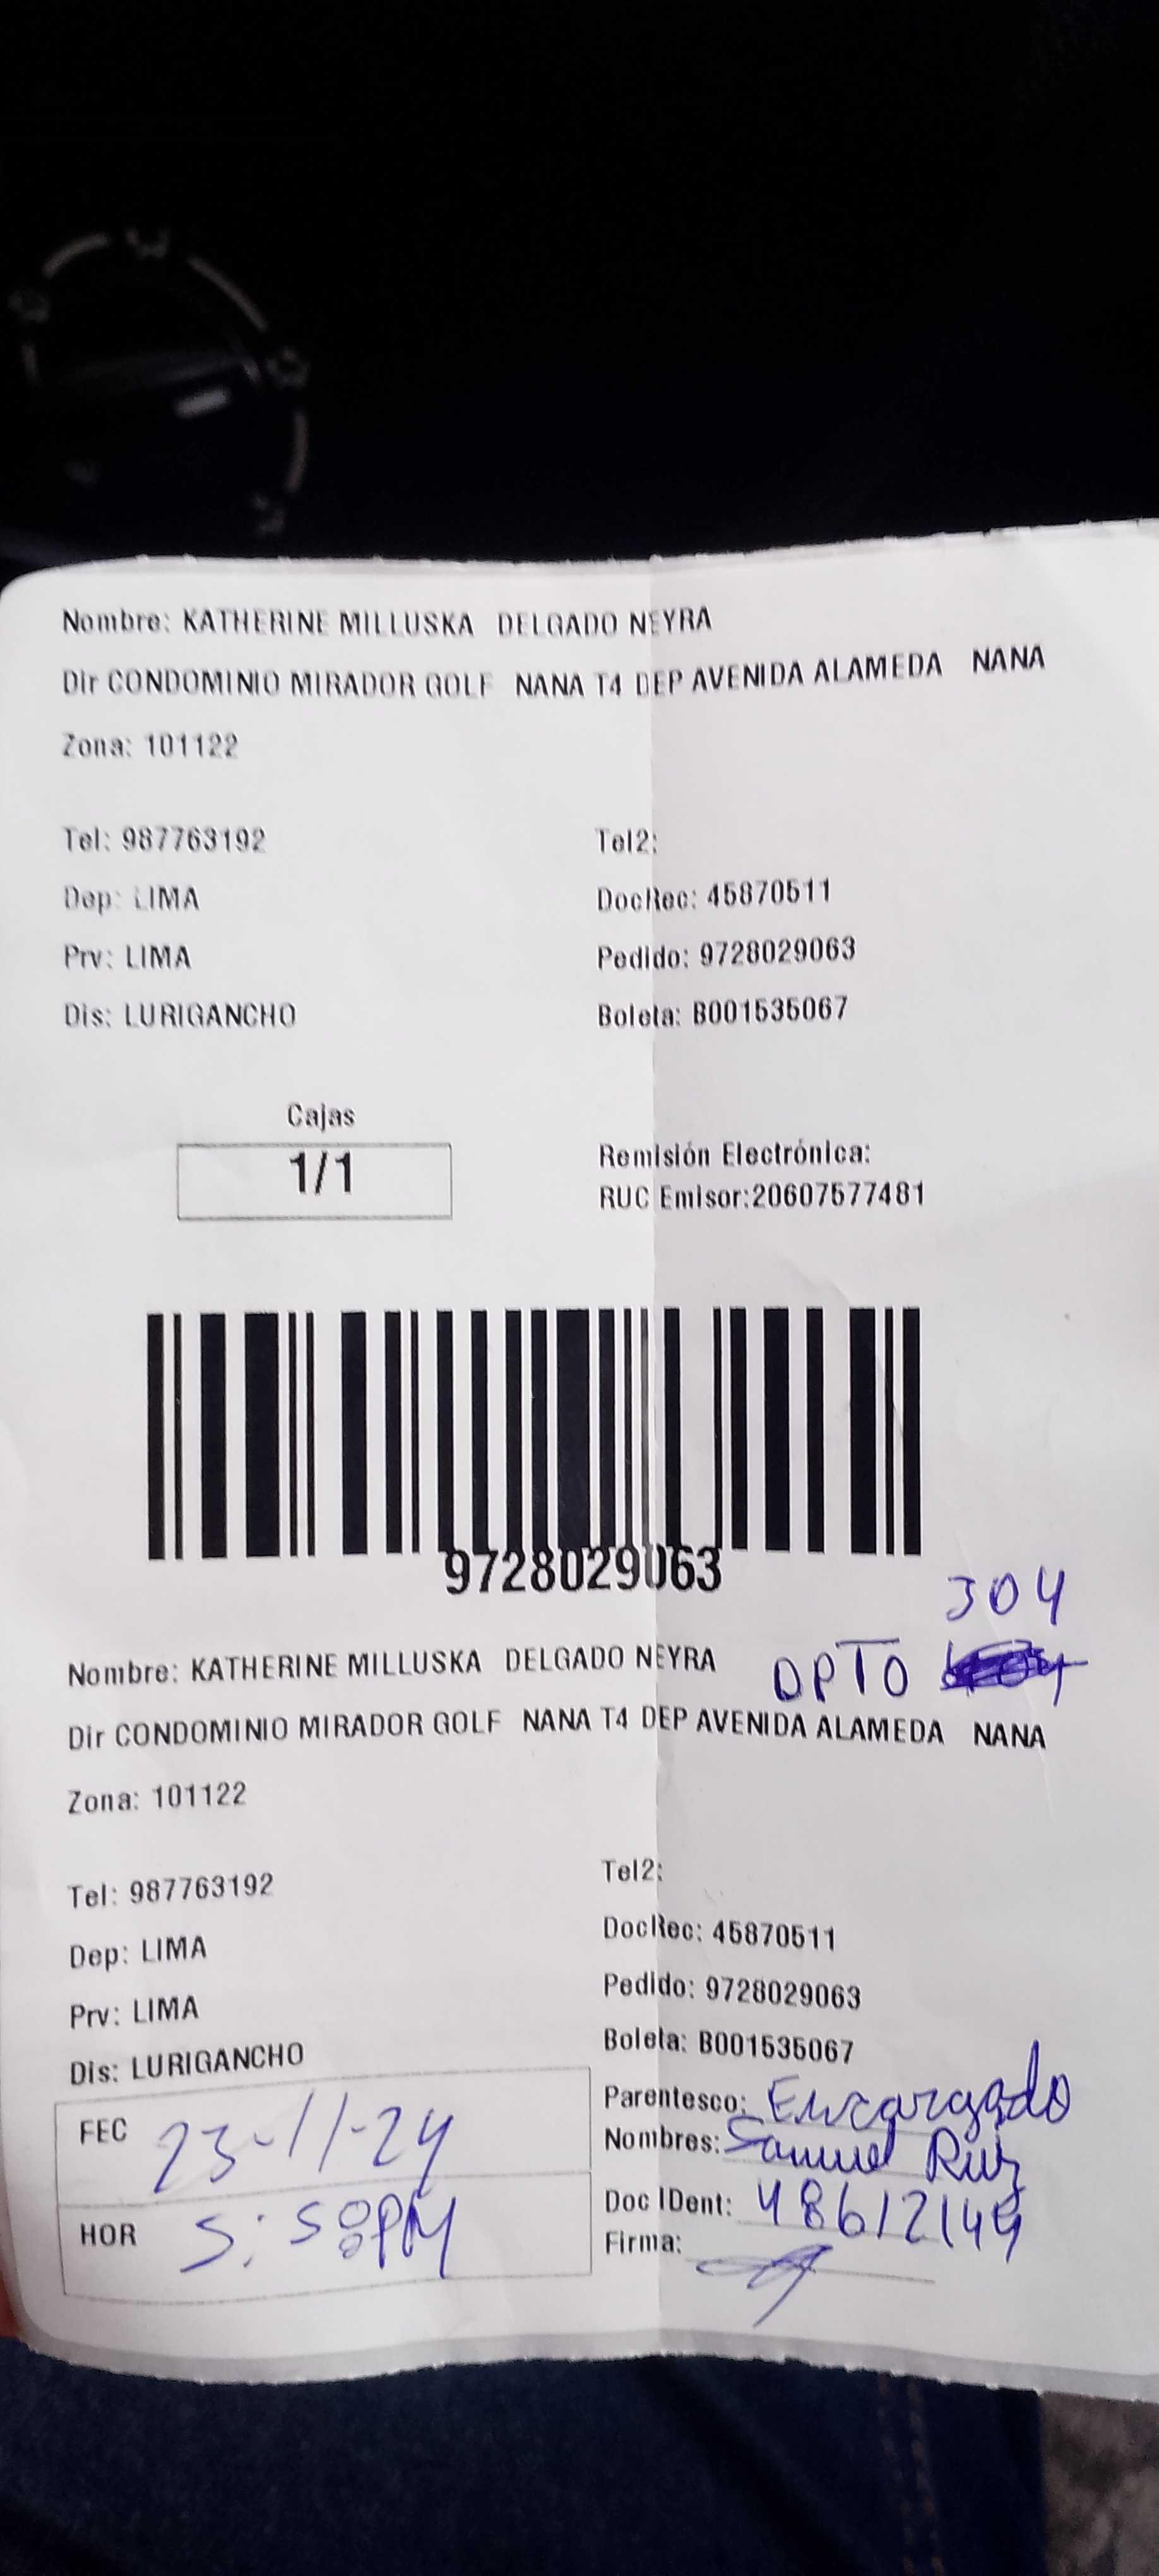 Nombre: KATHERINE MILLUSKA DELGADO NEYRA
Dir CONDOMINIO MIRADOR GOLF NANA T4 DEP AVENIDA ALAMEDA NANA
Zona: 101122
Tel: 987763192 Tel2:
Dep: LIMA DocRec: 45870511
Prv: LIMA Pedido: 9728029063
Dis: LURIGANCHO Boleta: B001535067
Cajas
1/1
Remisión Electrónica:
RUC Emisor:20607577481
9728029063
304
Nombre: KATHERINE MILLUSKA DELGADO NEYRA DPTO
Dir CONDOMINIO MIRADOR GOLF NANA T4 DEP AVENIDA ALAMEDA NANA
Zona: 101122
Tel: 987763192 Tel2:
Dep: LIMA DocRec: 45870511
Prv: LIMA Pedido: 9728029063
Dis: LURIGANCHO Boleta: B001535067
FEC 23-11-24
HOR
Parentesco: Encargado
Nombres: Samuel Ruiz
Doc IDent: 48612149
Firma: